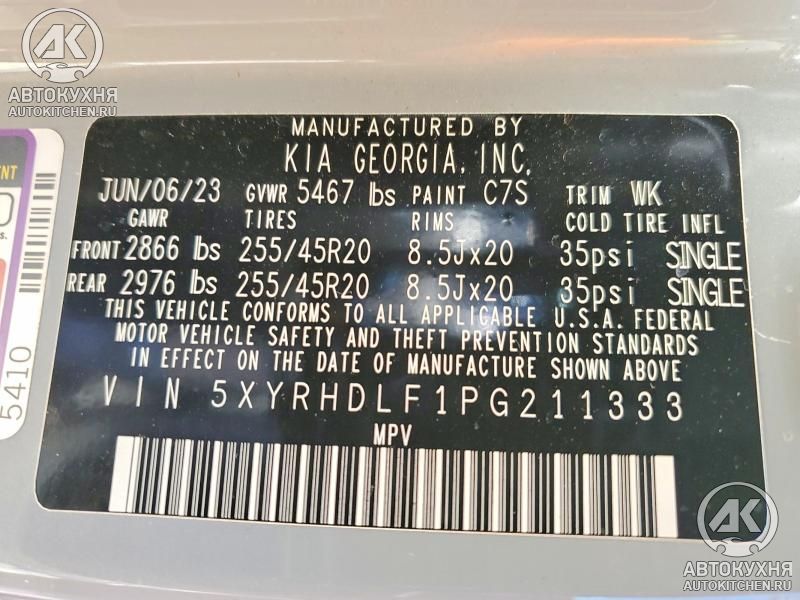 АК
АВТОКУХНЯ
AUTOKITCHEN.RU
MANUFACTURED BY
KIA GEORGIA, INC.
JUN/06/23 GVWR 5467 lbs PAINT C7S TRIM WK
GAWR TIRES RIMS COLD TIRE INFL
FRONT 2866 lbs 255/45R20 8.5Jx20 35psi SINGLE
REAR 2976 lbs 255/45R20 8.5Jx20 35psi SINGLE
THIS VEHICLE CONFORMS TO ALL APPLICABLE U.S.A. FEDERAL
MOTOR VEHICLE SAFETY AND THEFT PREVENTION STANDARDS
IN EFFECT ON THE DATE OF MANUFACTURE SHOWN ABOVE
VIN 5XYRHDLF1PG211333
MPV
5410
АК
АВТОКУХНЯ
AUTOKITCHEN.RU